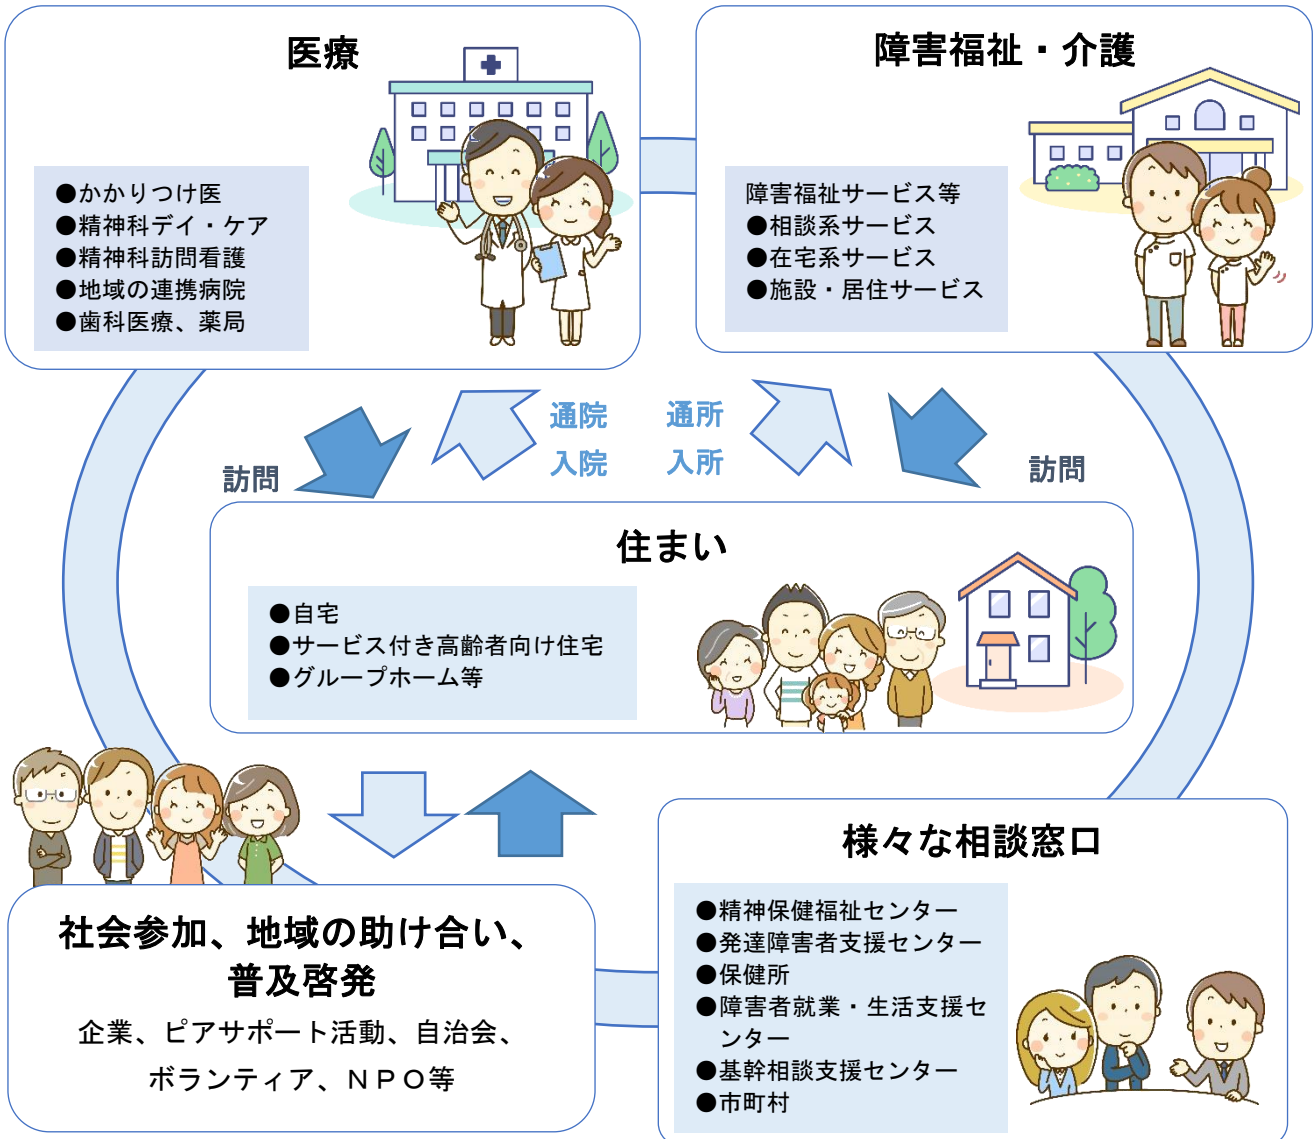 医療
●かかりつけ医
●精神科デイ・ケア
●精神科訪問看護
●地域の連携病院
●歯科医療、薬局
障害福祉・介護
障害福祉サービス等
●相談系サービス
●在宅系サービス
●施設・居住サービス
訪問
通院
入院
通所
入所
訪問
住まい
●自宅
●サービス付き高齢者向け住宅
●グループホーム等
社会参加、地域の助け合い、
普及啓発
企業、ピアサポート活動、自治会、
ボランティア、ＮＰＯ等
様々な相談窓口
●精神保健福祉センター
●発達障害者支援センター
●保健所
●障害者就業・生活支援セ
ンター
●基幹相談支援センター
●市町村